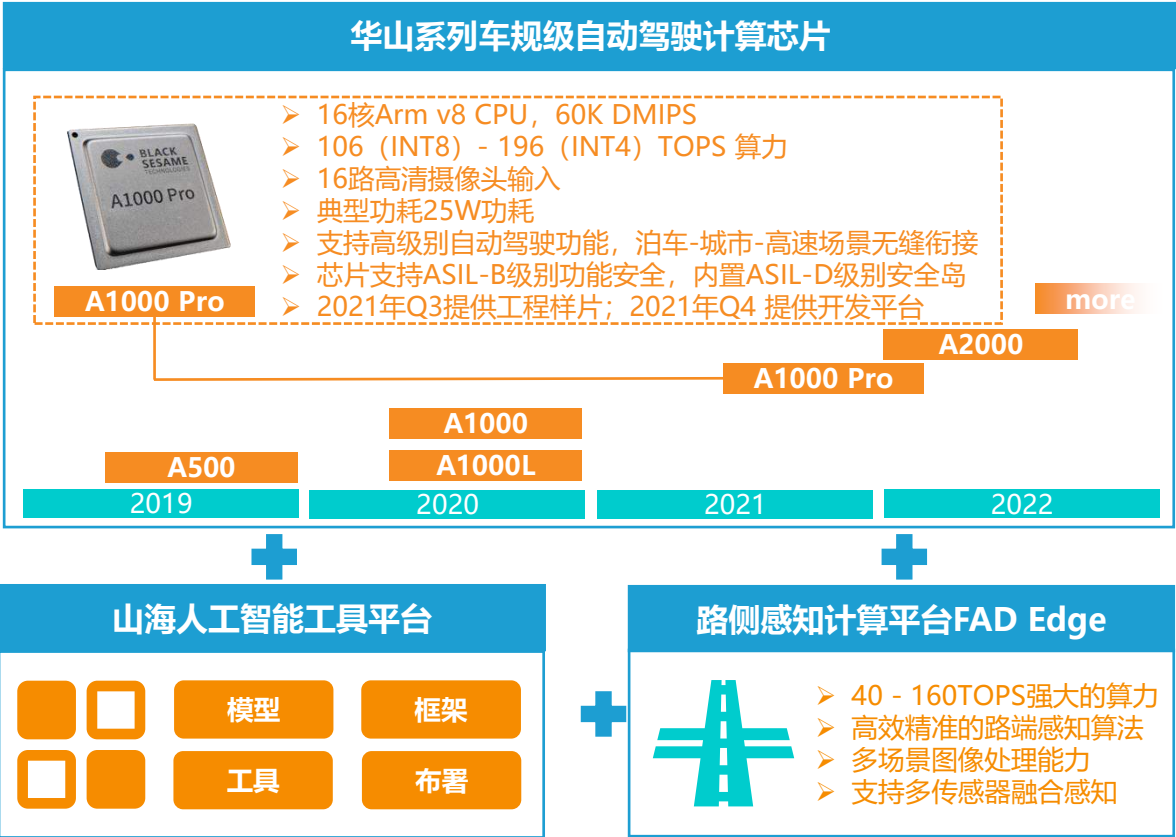 华山系列车规级自动驾驶计算芯片
BLACK
SESAME
TECHNOLOGIES
A1000 Pro
A1000 Pro
➢ 16核Arm v8 CPU，60K DMIPS
➢ 106（INT8）- 196（INT4）TOPS 算力
➢ 16路高清摄像头输入
➢ 典型功耗25W功耗
➢ 支持高级别自动驾驶功能，泊车-城市-高速场景无缝衔接
➢ 芯片支持ASIL-B级别功能安全，内置ASIL-D级别安全岛
➢ 2021年Q3提供工程样片；2021年Q4 提供开发平台
more
A2000
A1000 Pro
A1000
A1000L
A500
2019
2020
2021
2022
山海人工智能工具平台
模型
框架
工具
布署
路侧感知计算平台FAD Edge
➢ 40 - 160TOPS强大的算力
➢ 高效精准的路端感知算法
➢ 多场景图像处理能力
➢ 支持多传感器融合感知